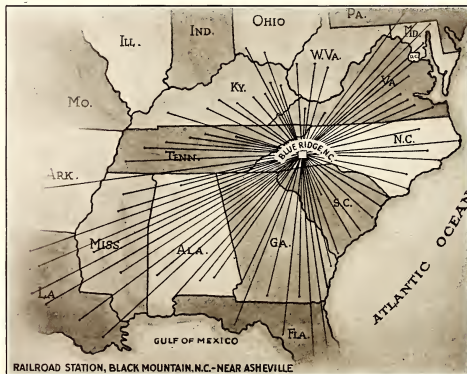 OHIO
PA.
ILL.
IND.
MD.
W.VA.
D.C.
KY.
VA.
MO.
BLUE RIDGE, N.C.
N.C.
TENN.
ARK.
S.C.
MISS.
ALA.
GA.
LA.
ATLANTIC OCEAN
FLA.
GULF OF MEXICO
RAILROAD STATION, BLACK MOUNTAIN, N.C.-NEAR ASHEVILLE